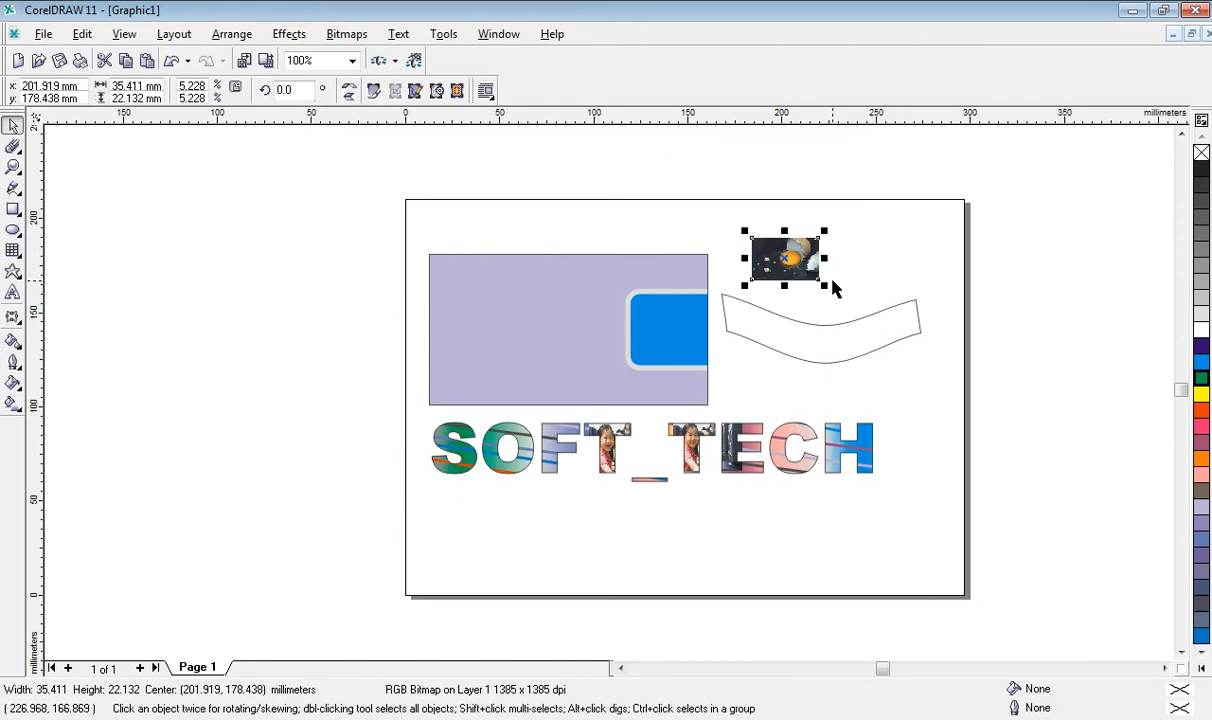 CorelDRAW 11 - [Graphic1]
File Edit View Layout Arrange Effects Bitmaps Text Tools Window Help
100%
x: 201.919 mm 35.411 mm 5.228 % 0.0 °
y: 178.438 mm 22.132 mm 5.228 %
150 100 50 0 50 100 150 200 250 300 350 millimeters
200
150
100
50
0
millimeters
SOFT_TECH
1 of 1 Page 1
Width: 35.411 Height: 22.132 Center: (201.919, 178.438) millimeters RGB Bitmap on Layer 1 1385 x 1385 dpi None
( 226.968, 166.869 ) Click an object twice for rotating/skewing; dbl-clicking tool selects all objects; Shift+click multi-selects; Alt+click digs; Ctrl+click selects in a group None